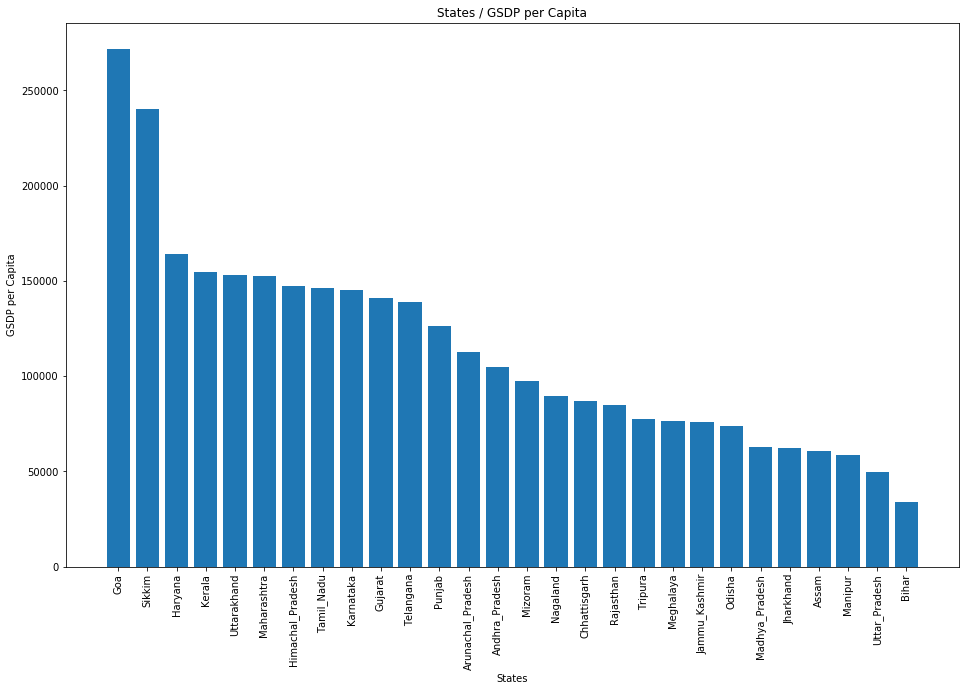 States / GSDP per Capita
GSDP per Capita
250000
200000
150000
100000
50000
0
Goa
Sikkim
Haryana
Kerala
Uttarakhand
Maharashtra
Himachal_Pradesh
Tamil_Nadu
Karnataka
Gujarat
Telangana
Punjab
Arunachal_Pradesh
Andhra_Pradesh
Mizoram
Nagaland
Chhattisgarh
Rajasthan
Tripura
Meghalaya
Jammu_Kashmir
Odisha
Madhya_Pradesh
Jharkhand
Assam
Manipur
Uttar_Pradesh
Bihar
States